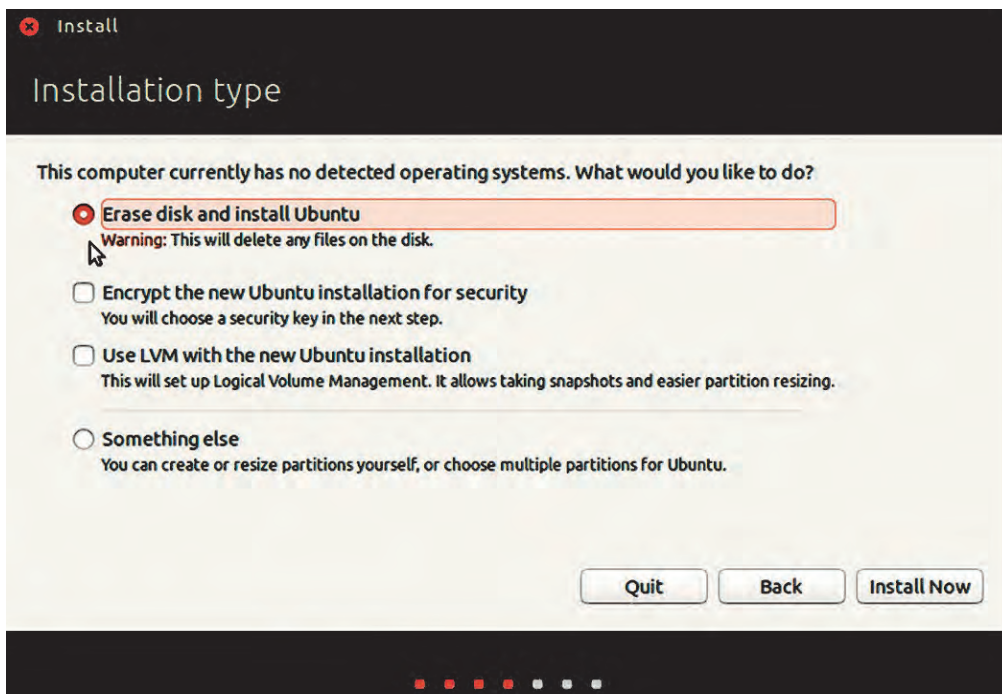 Install
Installation type
This computer currently has no detected operating systems. What would you like to do?
Erase disk and install Ubuntu
Warning: This will delete any files on the disk.
Encrypt the new Ubuntu installation for security
You will choose a security key in the next step.
Use LVM with the new Ubuntu installation
This will set up Logical Volume Management. It allows taking snapshots and easier partition resizing.
Something else
You can create or resize partitions yourself, or choose multiple partitions for Ubuntu.
Quit Back Install Now